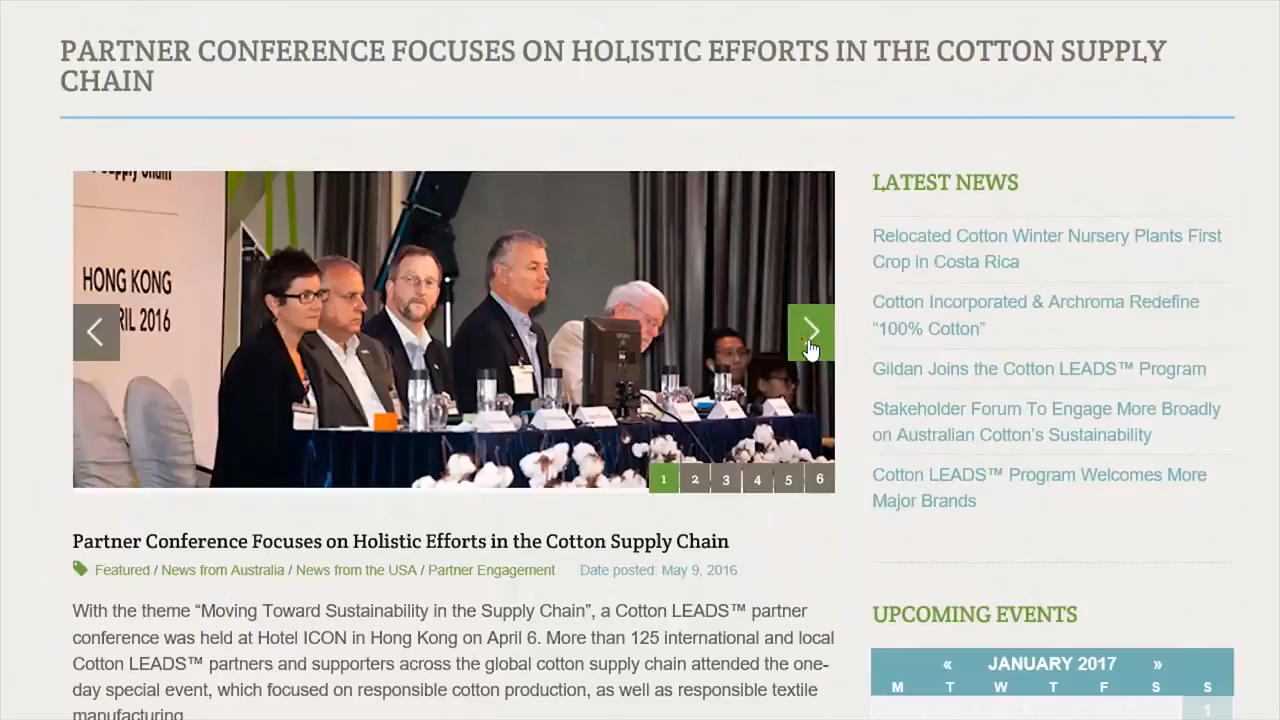 PARTNER CONFERENCE FOCUSES ON HOLISTIC EFFORTS IN THE COTTON SUPPLY
CHAIN
Supply Chain
HONG KONG
RIL 2016
1 2 3 4 5 6
Partner Conference Focuses on Holistic Efforts in the Cotton Supply Chain
Featured / News from Australia / News from the USA / Partner Engagement Date posted: May 9, 2016
With the theme “Moving Toward Sustainability in the Supply Chain”, a Cotton LEADS™ partner
conference was held at Hotel ICON in Hong Kong on April 6. More than 125 international and local
Cotton LEADS™ partners and supporters across the global cotton supply chain attended the one-
day special event, which focused on responsible cotton production, as well as responsible textile
manufacturing.
LATEST NEWS
Relocated Cotton Winter Nursery Plants First
Crop in Costa Rica
Cotton Incorporated & Archroma Redefine
“100% Cotton”
Gildan Joins the Cotton LEADS™ Program
Stakeholder Forum To Engage More Broadly
on Australian Cotton’s Sustainability
Cotton LEADS™ Program Welcomes More
Major Brands
UPCOMING EVENTS
« JANUARY 2017 »
M T W T F S S
1